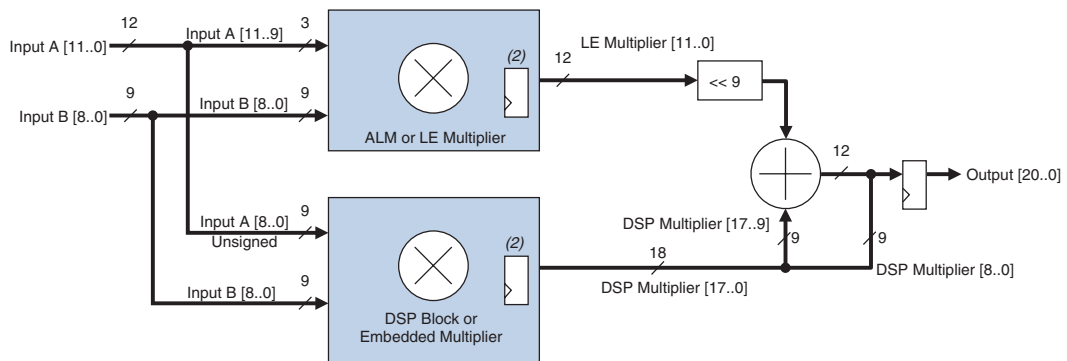 12
Input A [11..0]
Input A [11..9]
3
9
Input B [8..0]
Input B [8..0]
9
(2)
ALM or LE Multiplier
12
LE Multiplier [11..0]
<< 9
12
Output [20..0]
Input A [8..0]
Unsigned
9
Input B [8..0]
9
(2)
DSP Block or
Embedded Multiplier
18
DSP Multiplier [17..0]
DSP Multiplier [17..9]
9
9
DSP Multiplier [8..0]